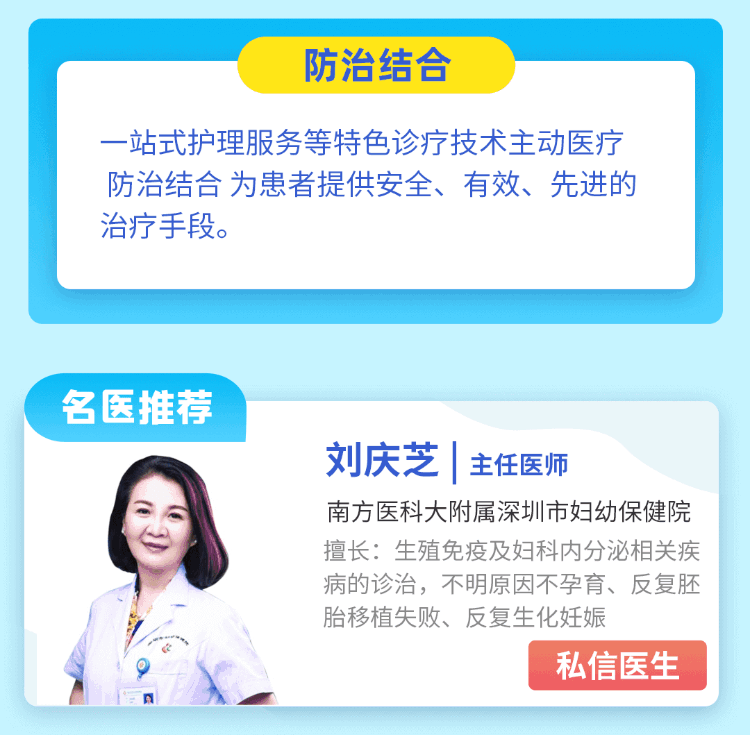 防治结合
一站式护理服务等特色诊疗技术主动医疗
防治结合 为患者提供安全、有效、先进的
治疗手段。
名医推荐
刘庆芝 | 主任医师
南方医科大附属深圳市妇幼保健院
擅长：生殖免疫及妇科内分泌相关疾
病的诊治，不明原因不孕育、反复胚
胎移植失败、反复生化妊娠
私信医生